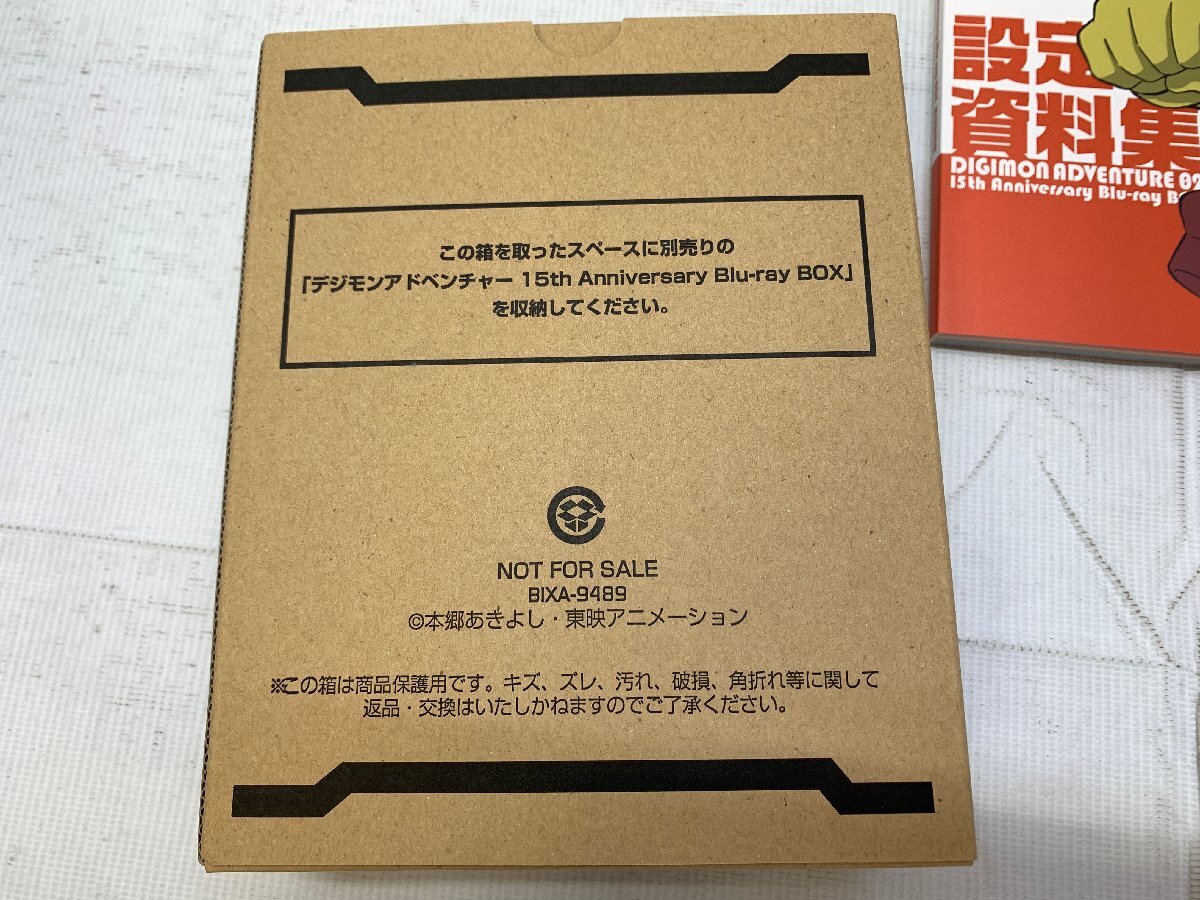 この箱を取ったスペースに別売りの
「デジモンアドベンチャー 15th Anniversary Blu-ray BOX」
を収納してください。
NOT FOR SALE
BIXA-9489
©本郷あきよし・東映アニメーション
※この箱は商品保護用です。キズ、ズレ、汚れ、破損、角折れ等に関して
返品・交換はいたしかねますのでご了承ください。
設定
資料集
DIGIMON ADVENTURE 02
15th Anniversary Blu-ray